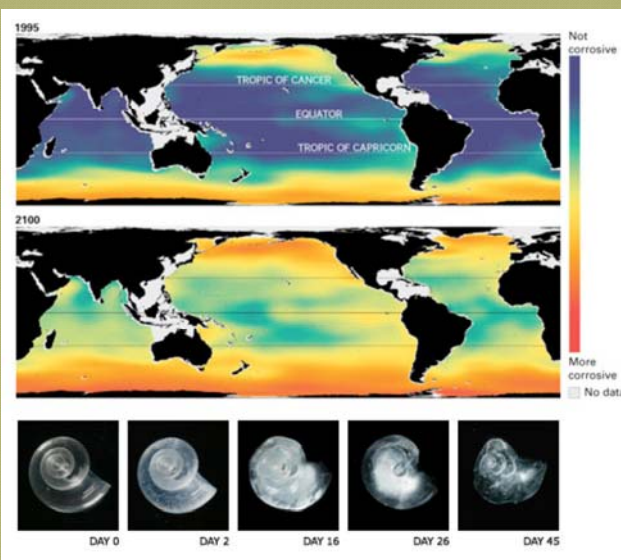 1995
Not
corrosive
TROPIC OF CANCER
EQUATOR
TROPIC OF CAPRICORN
2100
More
corrosive
No data
DAY 0
DAY 2
DAY 16
DAY 26
DAY 45